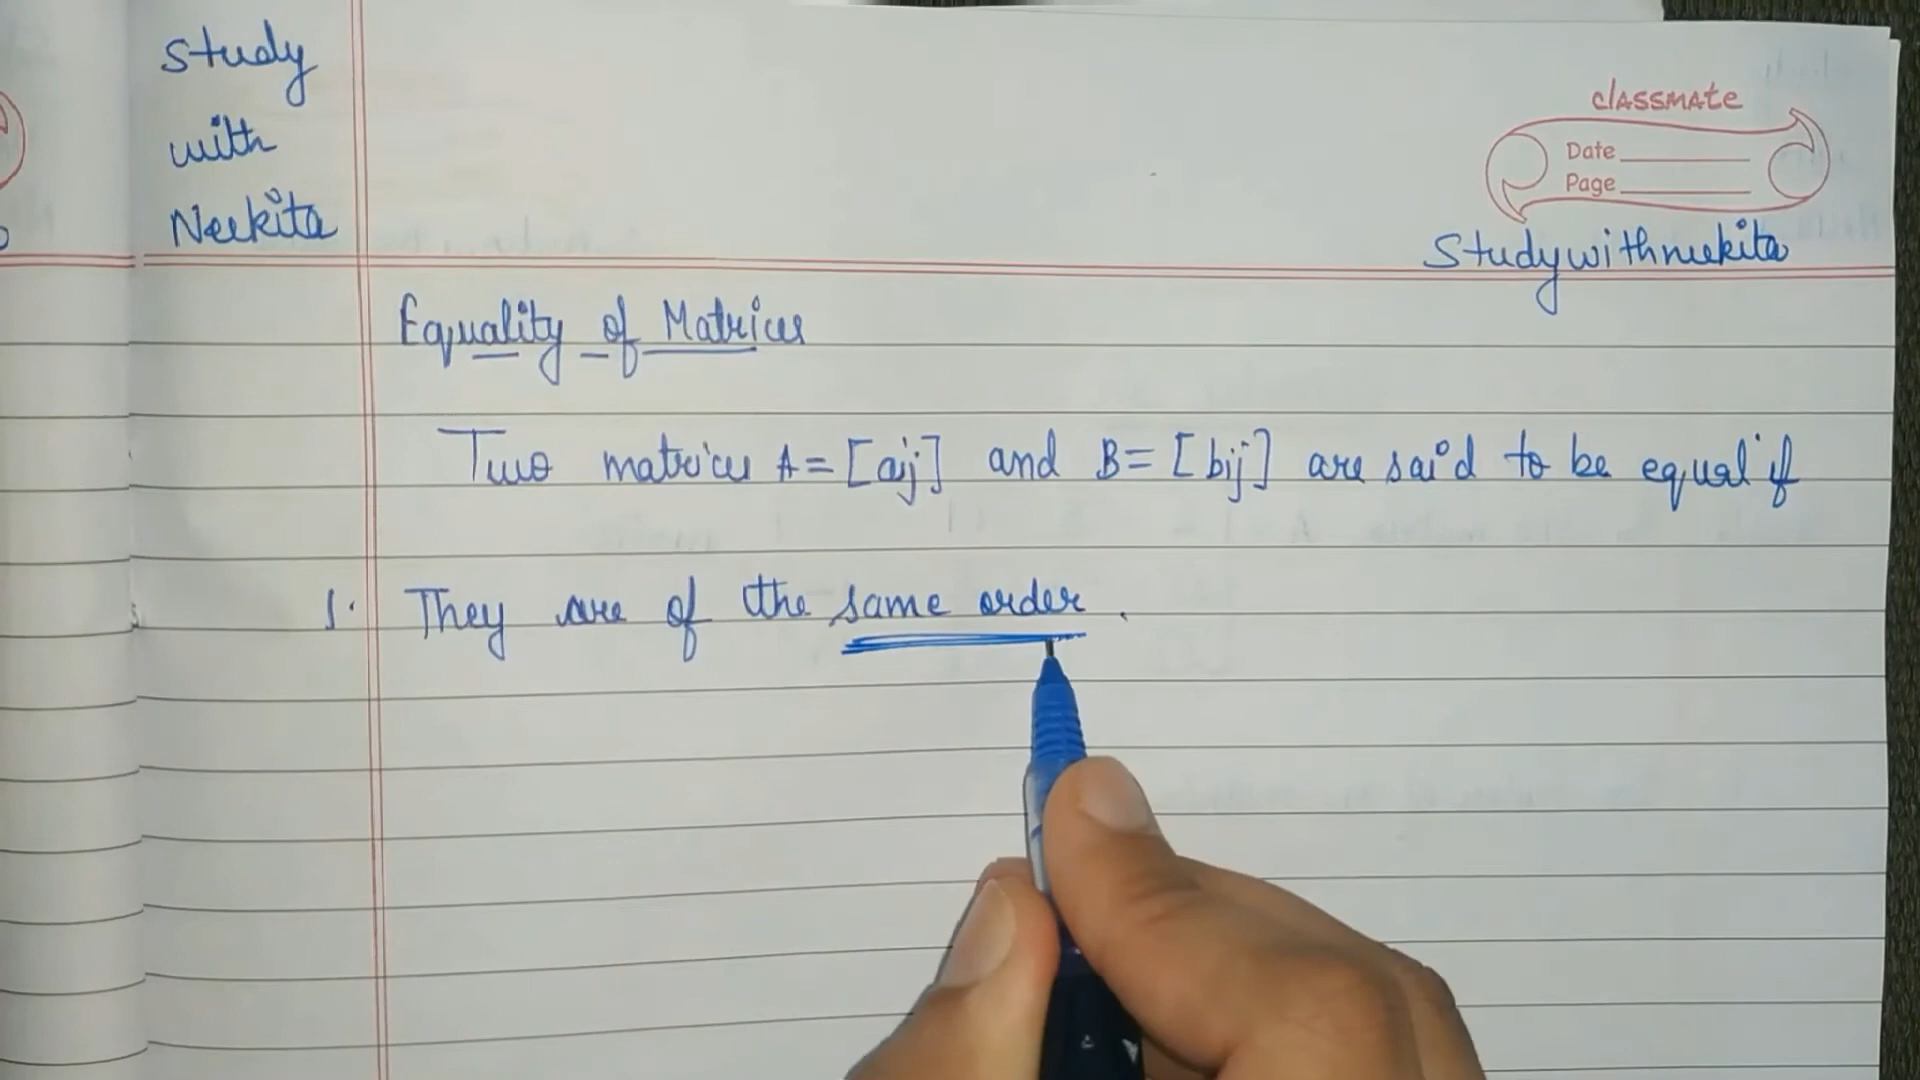 Study
with
Neekita
classmate
Date
Page
Studywithneekita
Equality of Matrices
Two matrices A = [aij] and B = [bij] are said to be equal if
1. They are of the same order.